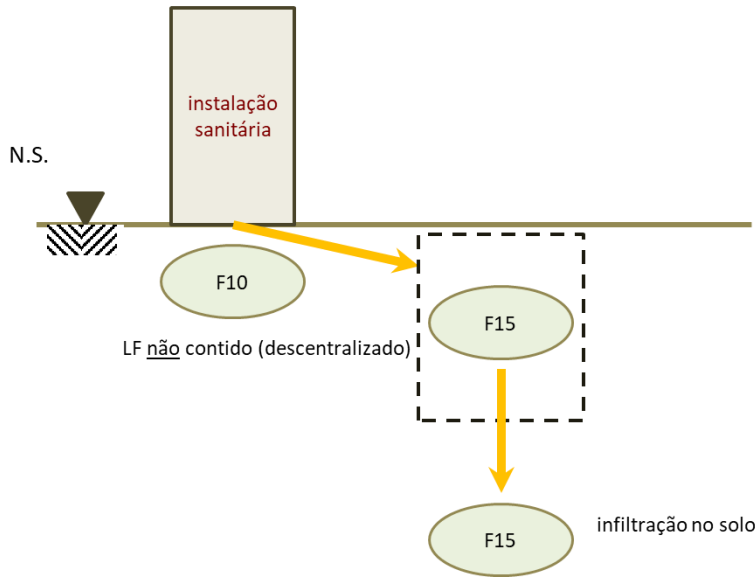 instalação
sanitária
N.S.
F10
F15
LF não contido (descentralizado)
F15
infiltração no solo